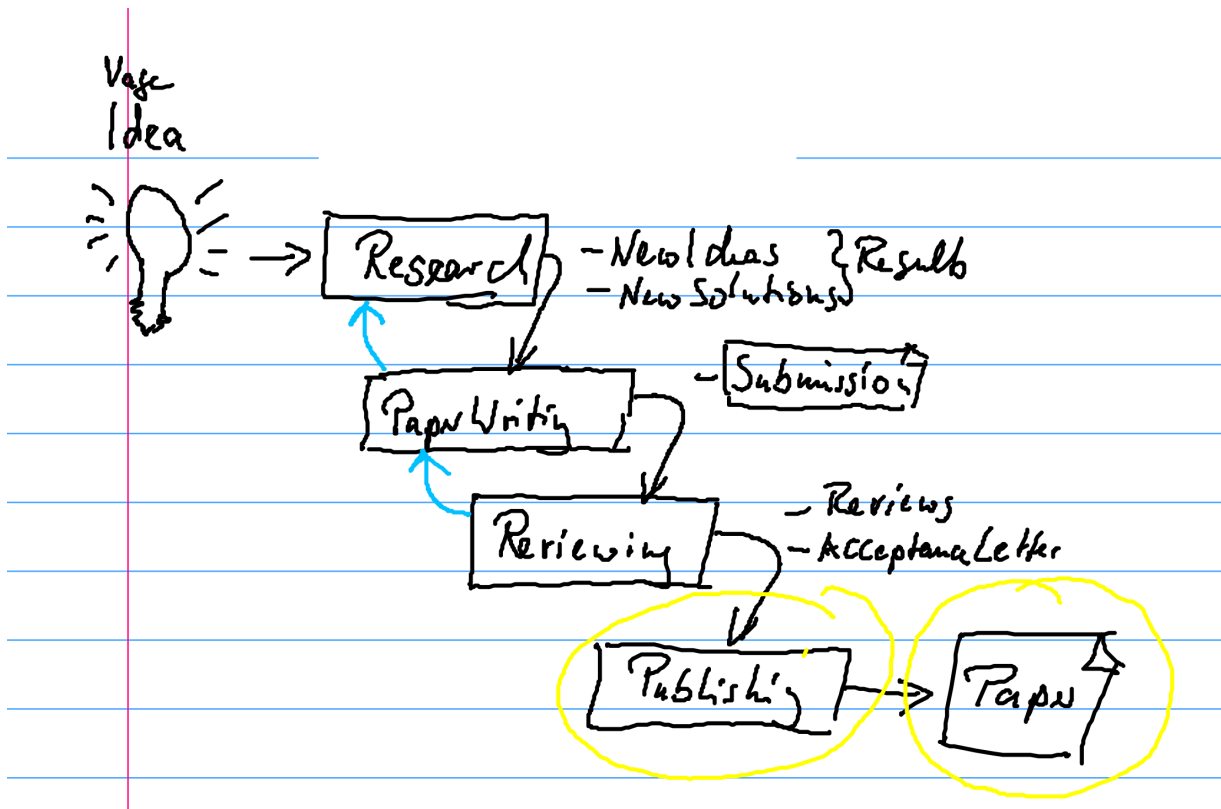 Vage
Idea
Research
- New Ideas } Results
- New Solutions
Paper Writing
- Submission
Reviewing
- Reviews
- Acceptance Letter
Publishing
Paper